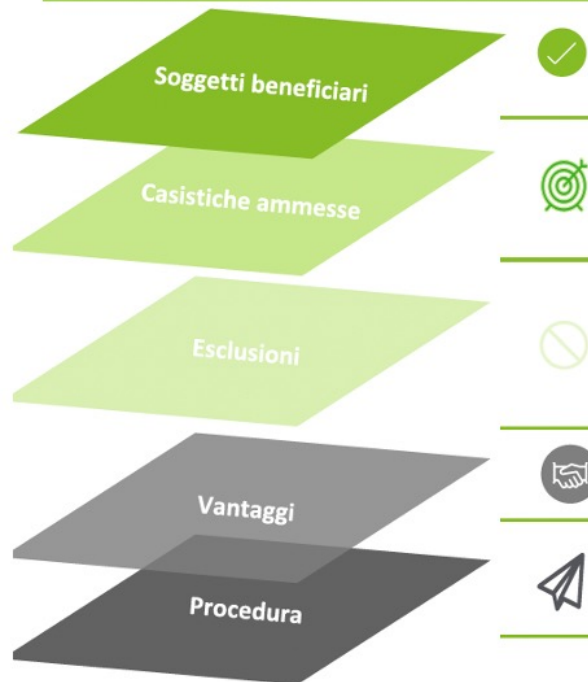 Soggetti beneficiari
Casistiche ammesse
Esclusioni
Vantaggi
Procedura